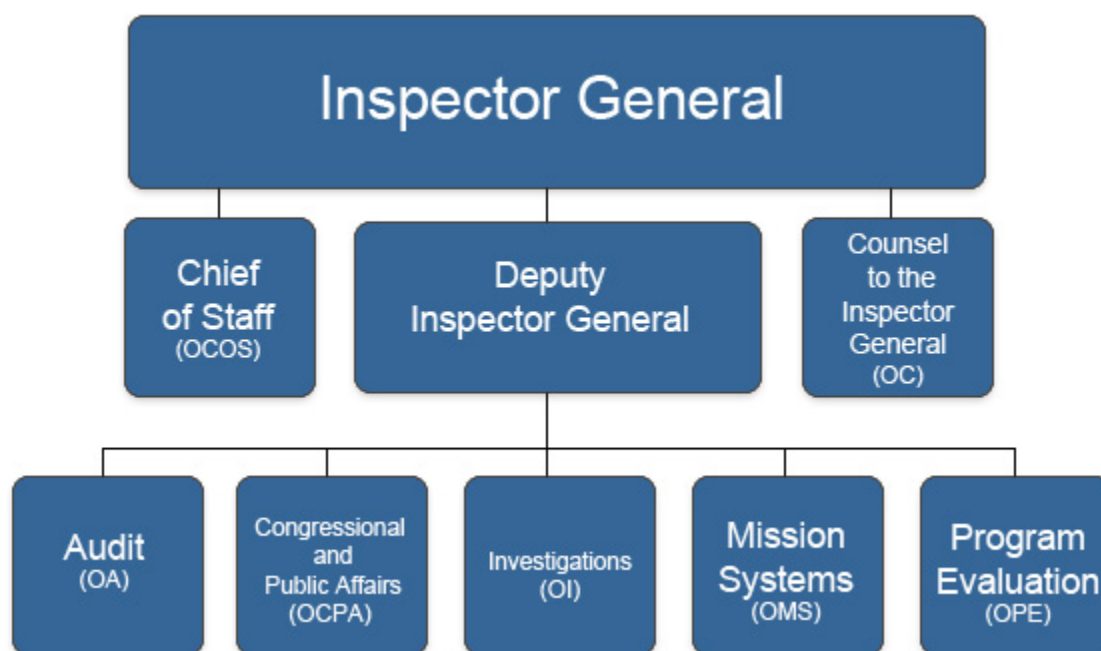 Inspector General
Chief
of Staff
(OCOS)
Deputy
Inspector General
Counsel
to the
Inspector
General
(OC)
Audit
(OA)
Congressional
and
Public Affairs
(OCPA)
Investigations
(OI)
Mission
Systems
(OMS)
Program
Evaluation
(OPE)